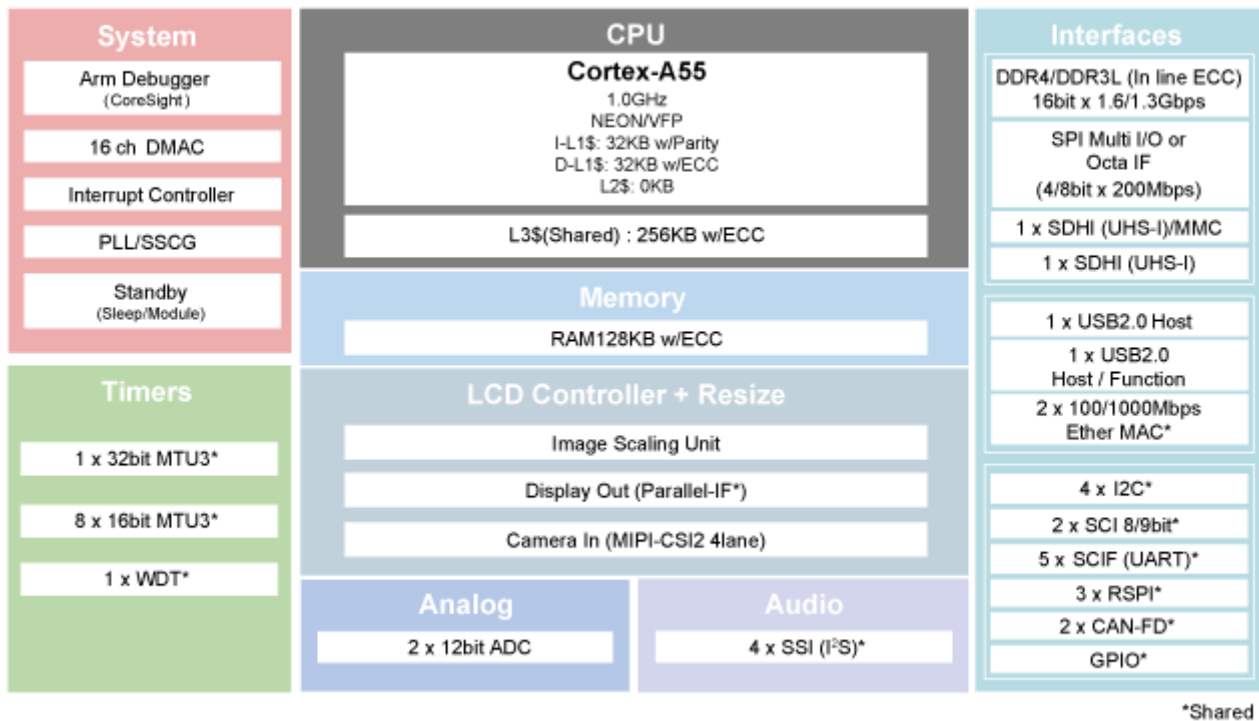 System
Arm Debugger
(CoreSight)
16 ch DMAC
Interrupt Controller
PLL/SSCG
Standby
(Sleep/Module)
Timers
1 x 32bit MTU3*
8 x 16bit MTU3*
1 x WDT*
CPU
Cortex-A55
1.0GHz
NEON/VFP
I-L1$: 32KB w/Parity
D-L1$: 32KB w/ECC
L2$: 0KB
L3$(Shared) : 256KB w/ECC
Memory
RAM128KB w/ECC
LCD Controller + Resize
Image Scaling Unit
Display Out (Parallel-IF*)
Camera In (MIPI-CSI2 4lane)
Analog
2 x 12bit ADC
Audio
4 x SSI (I²S)*
Interfaces
DDR4/DDR3L (In line ECC)
16bit x 1.6/1.3Gbps
SPI Multi I/O or
Octa IF
(4/8bit x 200Mbps)
1 x SDHI (UHS-I)/MMC
1 x SDHI (UHS-I)
1 x USB2.0 Host
1 x USB2.0
Host / Function
2 x 100/1000Mbps
Ether MAC*
4 x I2C*
2 x SCI 8/9bit*
5 x SCIF (UART)*
3 x RSPI*
2 x CAN-FD*
GPIO*
*Shared